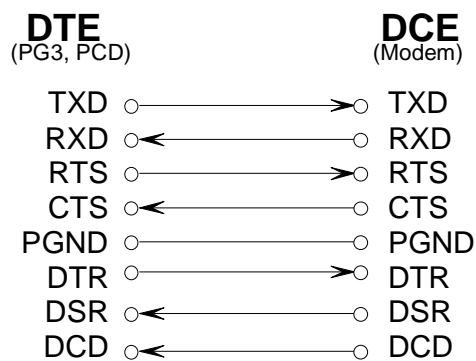 DTE DCE
(PG3, PCD) (Modem)
TXD TXD
RXD RXD
RTS RTS
CTS CTS
PGND PGND
DTR DTR
DSR DSR
DCD DCD